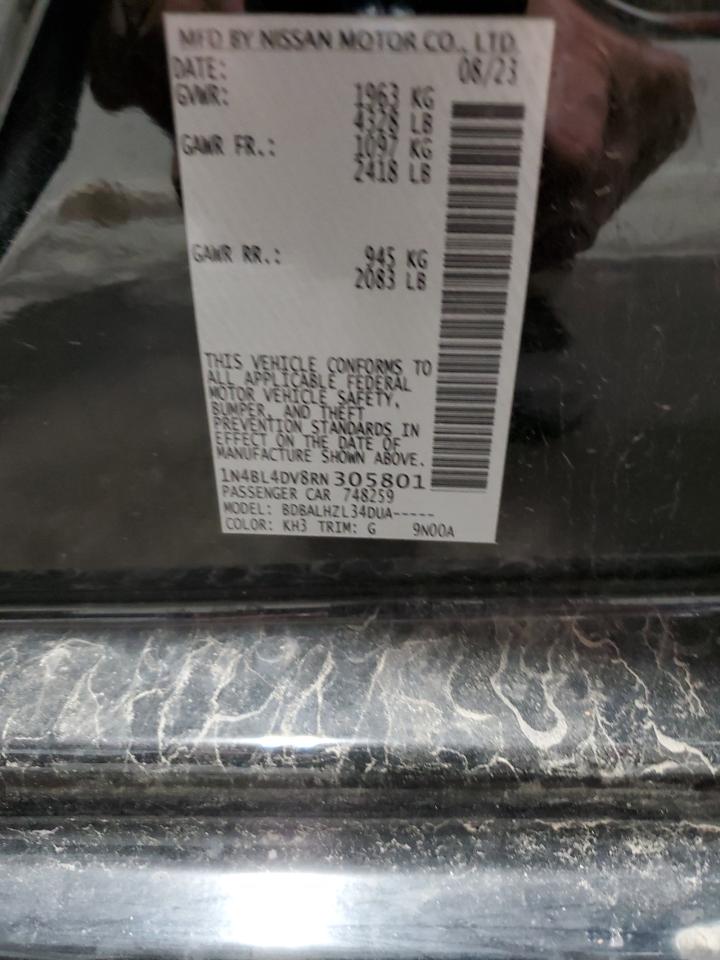 MFD BY NISSAN MOTOR CO., LTD.
DATE: 08/23
GVWR: 1963 KG
4328 LB
GAWR FR.: 1097 KG
2418 LB
GAWR RR.: 945 KG
2083 LB
THIS VEHICLE CONFORMS TO
ALL APPLICABLE FEDERAL
MOTOR VEHICLE SAFETY,
BUMPER, AND THEFT
PREVENTION STANDARDS IN
EFFECT ON THE DATE OF
MANUFACTURE SHOWN ABOVE.
1N4BL4DV8RN305801
PASSENGER CAR 748259
MODEL: BDBALHZL34DUA-----
COLOR: KH3 TRIM: G 9N00A